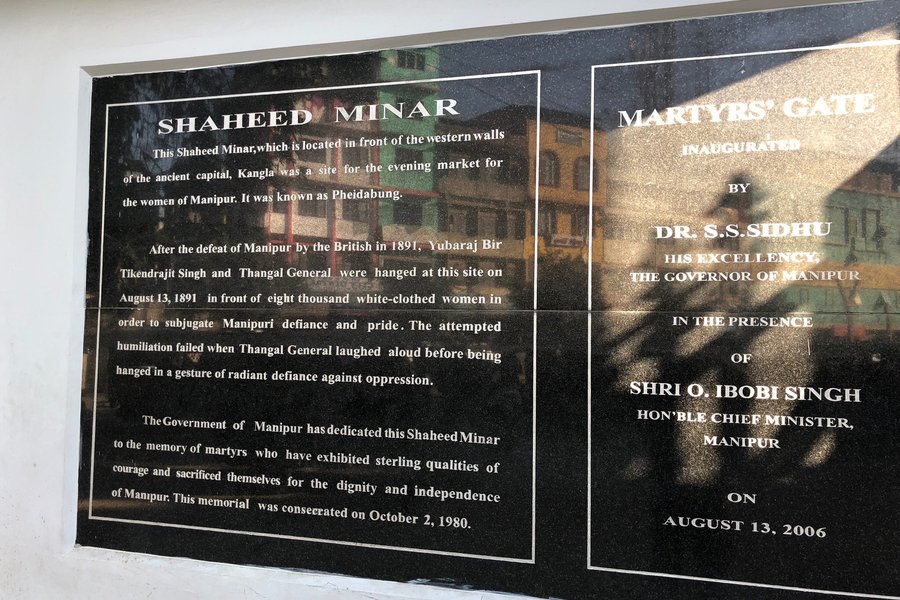 SHAHEED MINAR
This Shaheed Minar,which is located in front of the western walls
of the ancient capital, Kangla was a site for the evening market for
the women of Manipur. It was known as Pheidabung.
After the defeat of Manipur by the British in 1891, Yubaraj Bir
Tikendrajit Singh and Thangal General were hanged at this site on
August 13, 1891 in front of eight thousand white-clothed women in
order to subjugate Manipuri defiance and pride. The attempted
humiliation failed when Thangal General laughed aloud before being
hanged in a gesture of radiant defiance against oppression.
The Government of Manipur has dedicated this Shaheed Minar
to the memory of martyrs who have exhibited sterling qualities of
courage and sacrificed themselves for the dignity and independence
of Manipur. This memorial was consecrated on October 2, 1980.
MARTYRS' GATE
INAUGURATED
BY
DR. S.S.SIDHU
HIS EXCELLENCY,
THE GOVERNOR OF MANIPUR
IN THE PRESENCE
OF
SHRI O. IBOBI SINGH
HON'BLE CHIEF MINISTER,
MANIPUR
ON
AUGUST 13, 2006